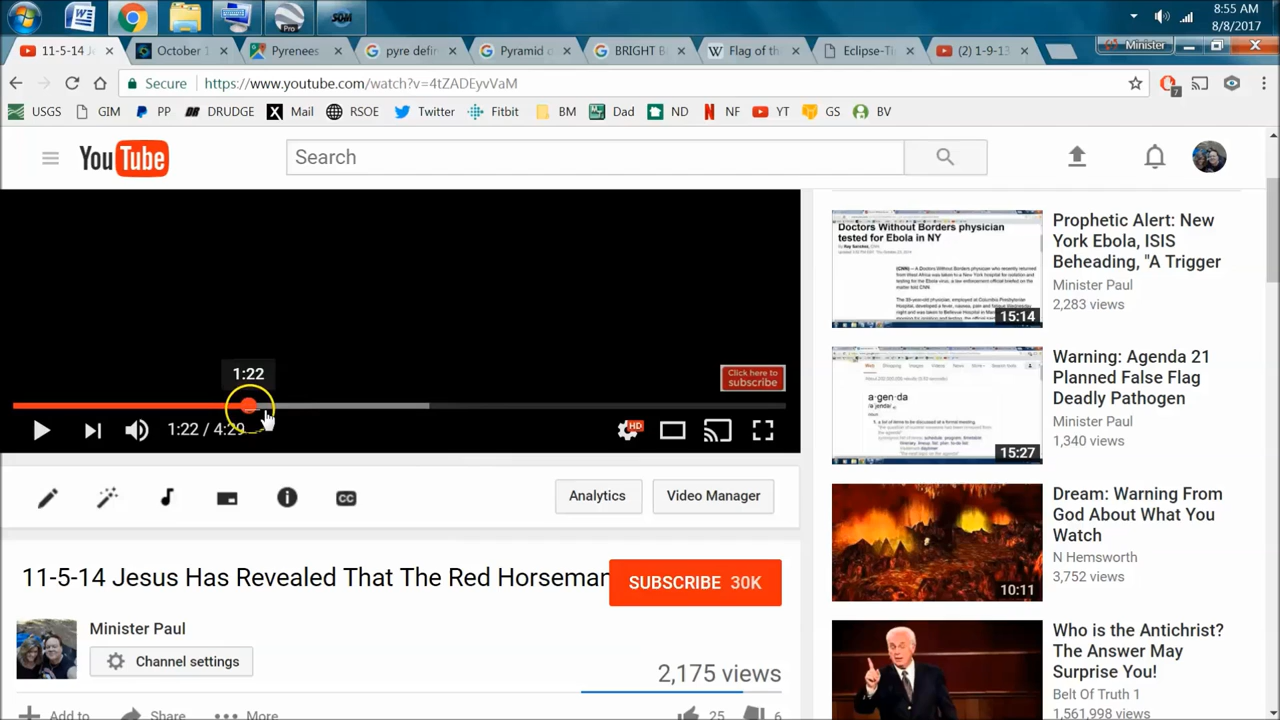 8:55 AM
8/8/2017
Pro
SQM
11-5-14 J
October
Pyrenees
Pyramid
BRIGHT B
Flag of th
Eclipse-Ti
(2) 1-9-13
Minister
Secure
https://www.youtube.com/watch?v=4tZADEyvVaM
7
USGS
GIM
PP
DRUDGE
Mail
RSOE
Twitter
Fitbit
BM
Dad
ND
NF
YT
GS
BV
YouTube
Search
1:22
Click here to
subscribe
1:22
HD
CC
Analytics
Video Manager
11-5-14 Jesus Has Revealed That The Red Horseman
SUBSCRIBE 30K
Minister Paul
Channel settings
2,175 views
Add to
Share
More
25
6
Doctors Without Borders physician
tested for Ebola in NY
15:14
Prophetic Alert: New
York Ebola, ISIS
Beheading, "A Trigger
Minister Paul
2,283 views
a·gen·da
15:27
Warning: Agenda 21
Planned False Flag
Deadly Passages
Minister Paul
1,340 views
10:11
Dream: Warning From
God About What You
Watch
N Hemsworth
3,752 views
Who is the Antichrist?
The Answer May
Surprise You!
Belt Of Truth 1
1,561,998 views